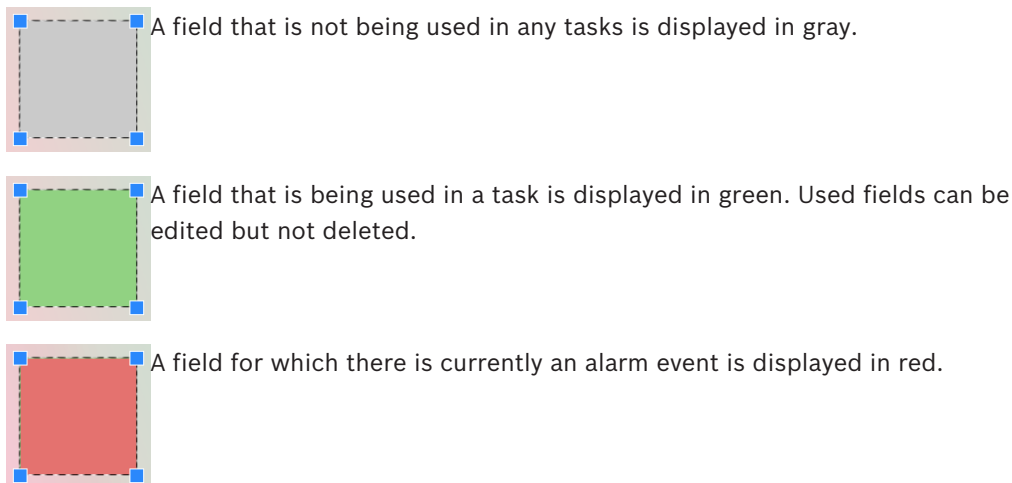 A field that is not being used in any tasks is displayed in gray.
A field that is being used in a task is displayed in green. Used fields can be
edited but not deleted.
A field for which there is currently an alarm event is displayed in red.